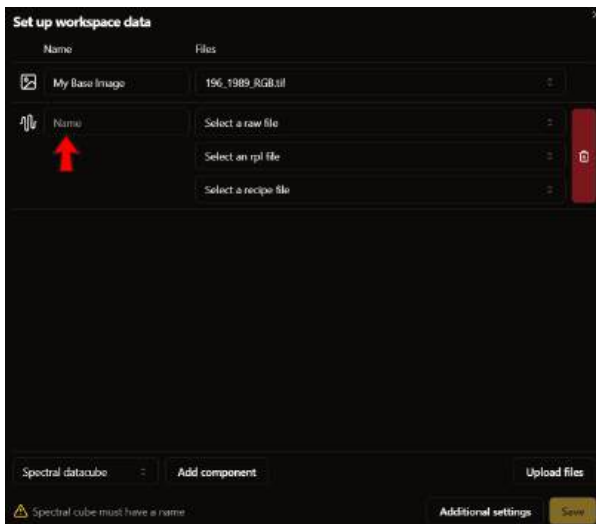 Set up workspace data
Name Files
My Base Image 196_1989_RGB.tif
Name Select a raw file
Select an rpl file
Select a recipe file
Spectral datacube Add component Upload files
Spectral cube must have a name Additional settings Save